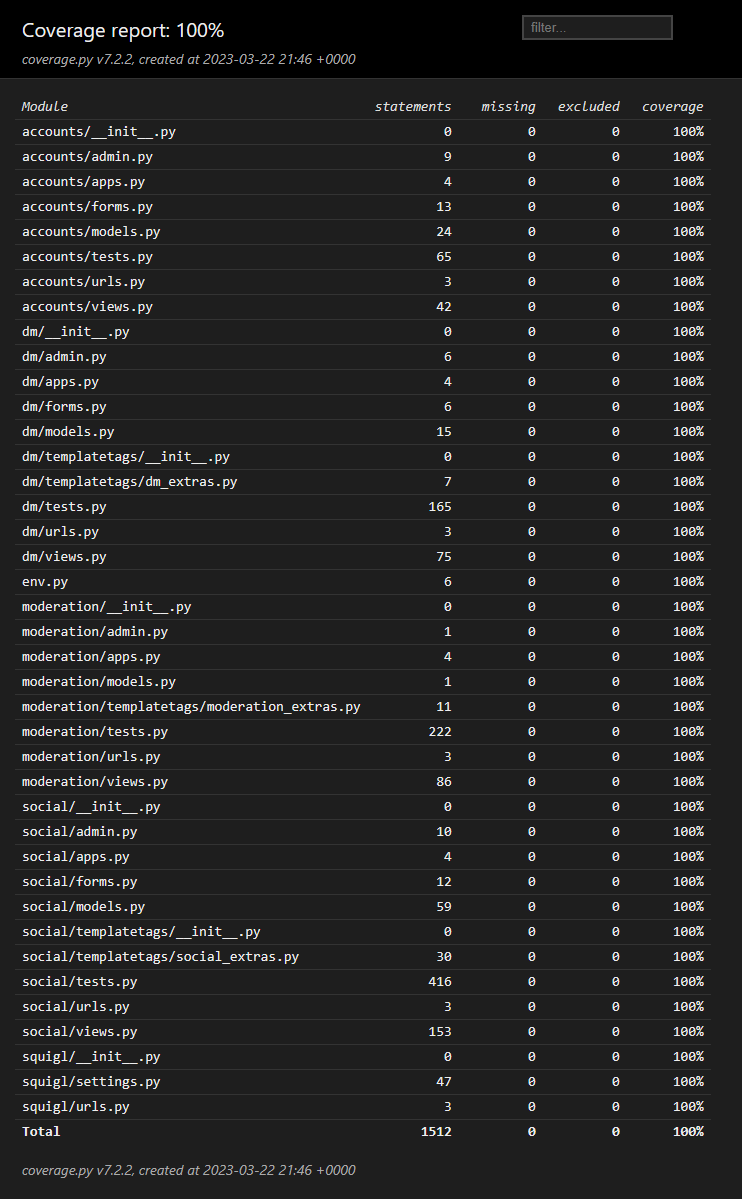 Coverage report: 100%
filter...
coverage.py v7.2.2, created at 2023-03-22 21:46 +0000
Module statements missing excluded coverage
accounts/__init__.py 0 0 0 100%
accounts/admin.py 9 0 0 100%
accounts/apps.py 4 0 0 100%
accounts/forms.py 13 0 0 100%
accounts/models.py 24 0 0 100%
accounts/tests.py 65 0 0 100%
accounts/urls.py 3 0 0 100%
accounts/views.py 42 0 0 100%
dm/__init__.py 0 0 0 100%
dm/admin.py 6 0 0 100%
dm/apps.py 4 0 0 100%
dm/forms.py 6 0 0 100%
dm/models.py 15 0 0 100%
dm/templatetags/__init__.py 0 0 0 100%
dm/templatetags/dm_extras.py 7 0 0 100%
dm/tests.py 165 0 0 100%
dm/urls.py 3 0 0 100%
dm/views.py 75 0 0 100%
env.py 6 0 0 100%
moderation/__init__.py 0 0 0 100%
moderation/admin.py 1 0 0 100%
moderation/apps.py 4 0 0 100%
moderation/models.py 1 0 0 100%
moderation/templatetags/moderation_extras.py 11 0 0 100%
moderation/tests.py 222 0 0 100%
moderation/urls.py 3 0 0 100%
moderation/views.py 86 0 0 100%
social/__init__.py 0 0 0 100%
social/admin.py 10 0 0 100%
social/apps.py 4 0 0 100%
social/forms.py 12 0 0 100%
social/models.py 59 0 0 100%
social/templatetags/__init__.py 0 0 0 100%
social/templatetags/social_extras.py 30 0 0 100%
social/tests.py 416 0 0 100%
social/urls.py 3 0 0 100%
social/views.py 153 0 0 100%
squigl/__init__.py 0 0 0 100%
squigl/settings.py 47 0 0 100%
squigl/urls.py 3 0 0 100%
Total 1512 0 0 100%
coverage.py v7.2.2, created at 2023-03-22 21:46 +0000